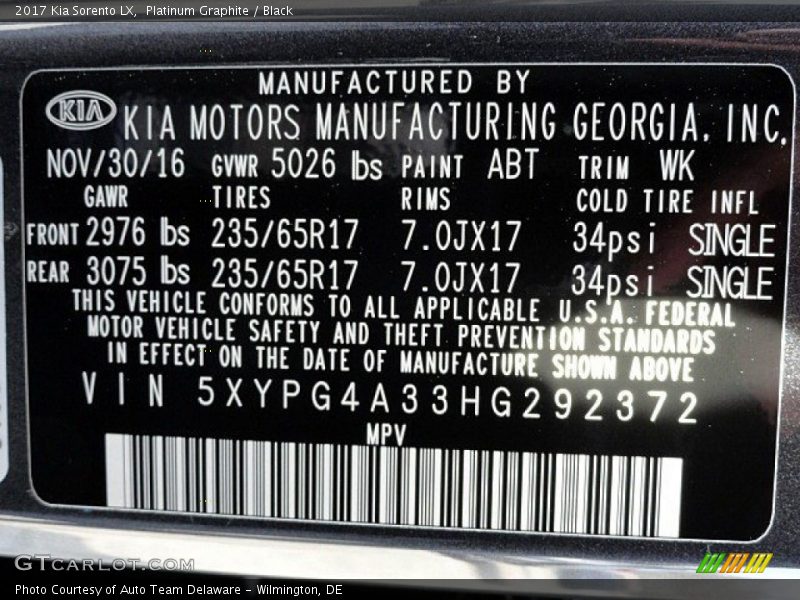 2017 Kia Sorento LX, Platinum Graphite / Black
MANUFACTURED BY
KIA KIA MOTORS MANUFACTURING GEORGIA, INC.
NOV/30/16 GVWR 5026 lbs PAINT ABT TRIM WK
GAWR TIRES RIMS COLD TIRE INFL
FRONT 2976 lbs 235/65R17 7.0JX17 34psi SINGLE
REAR 3075 lbs 235/65R17 7.0JX17 34psi SINGLE
THIS VEHICLE CONFORMS TO ALL APPLICABLE U.S.A. FEDERAL
MOTOR VEHICLE SAFETY AND THEFT PREVENTION STANDARDS
IN EFFECT ON THE DATE OF MANUFACTURE SHOWN ABOVE
VIN 5XYPG4A33HG292372
MPV
GTCARLOT.COM
Photo Courtesy of Auto Team Delaware - Wilmington, DE